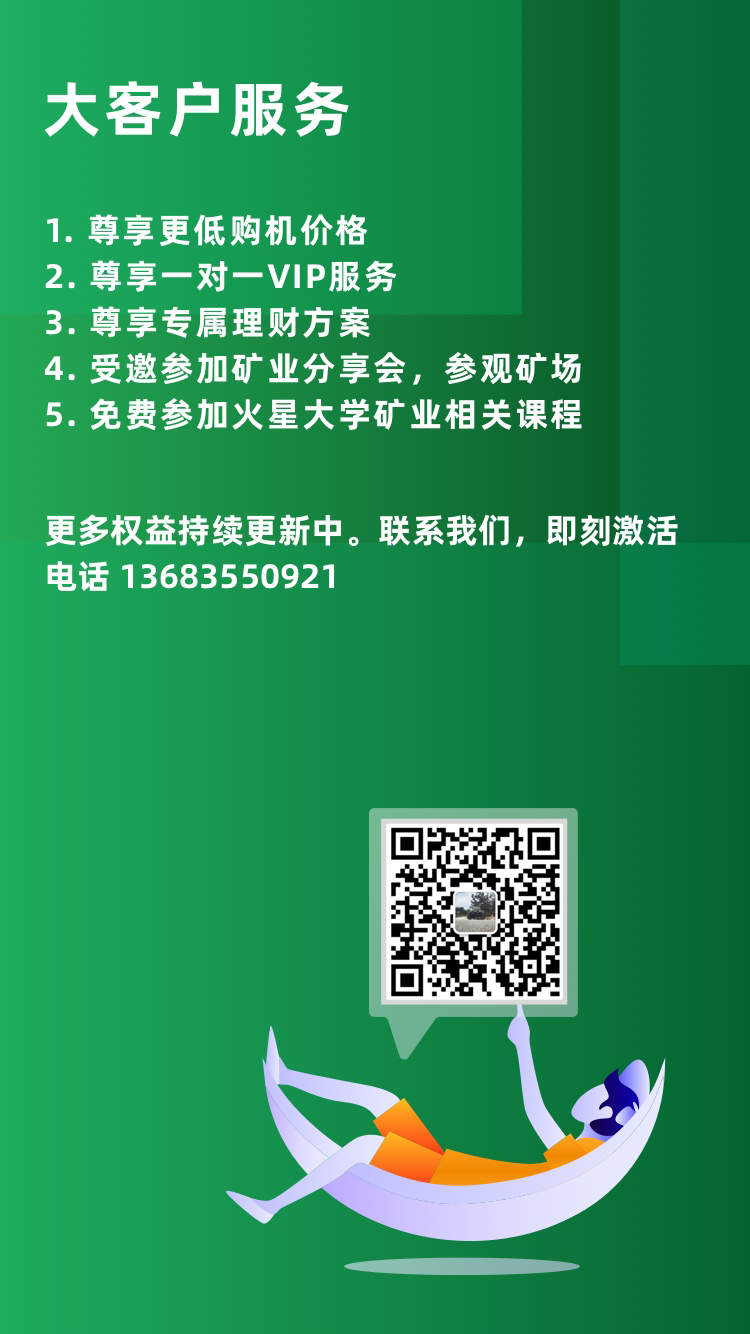 大客户服务
1. 尊享更低购机价格
2. 尊享一对一VIP服务
3. 尊享专属理财方案
4. 受邀参加矿业分享会，参观矿场
5. 免费参加火星大学矿业相关课程
更多权益持续更新中。联系我们，即刻激活
电话 13683550921